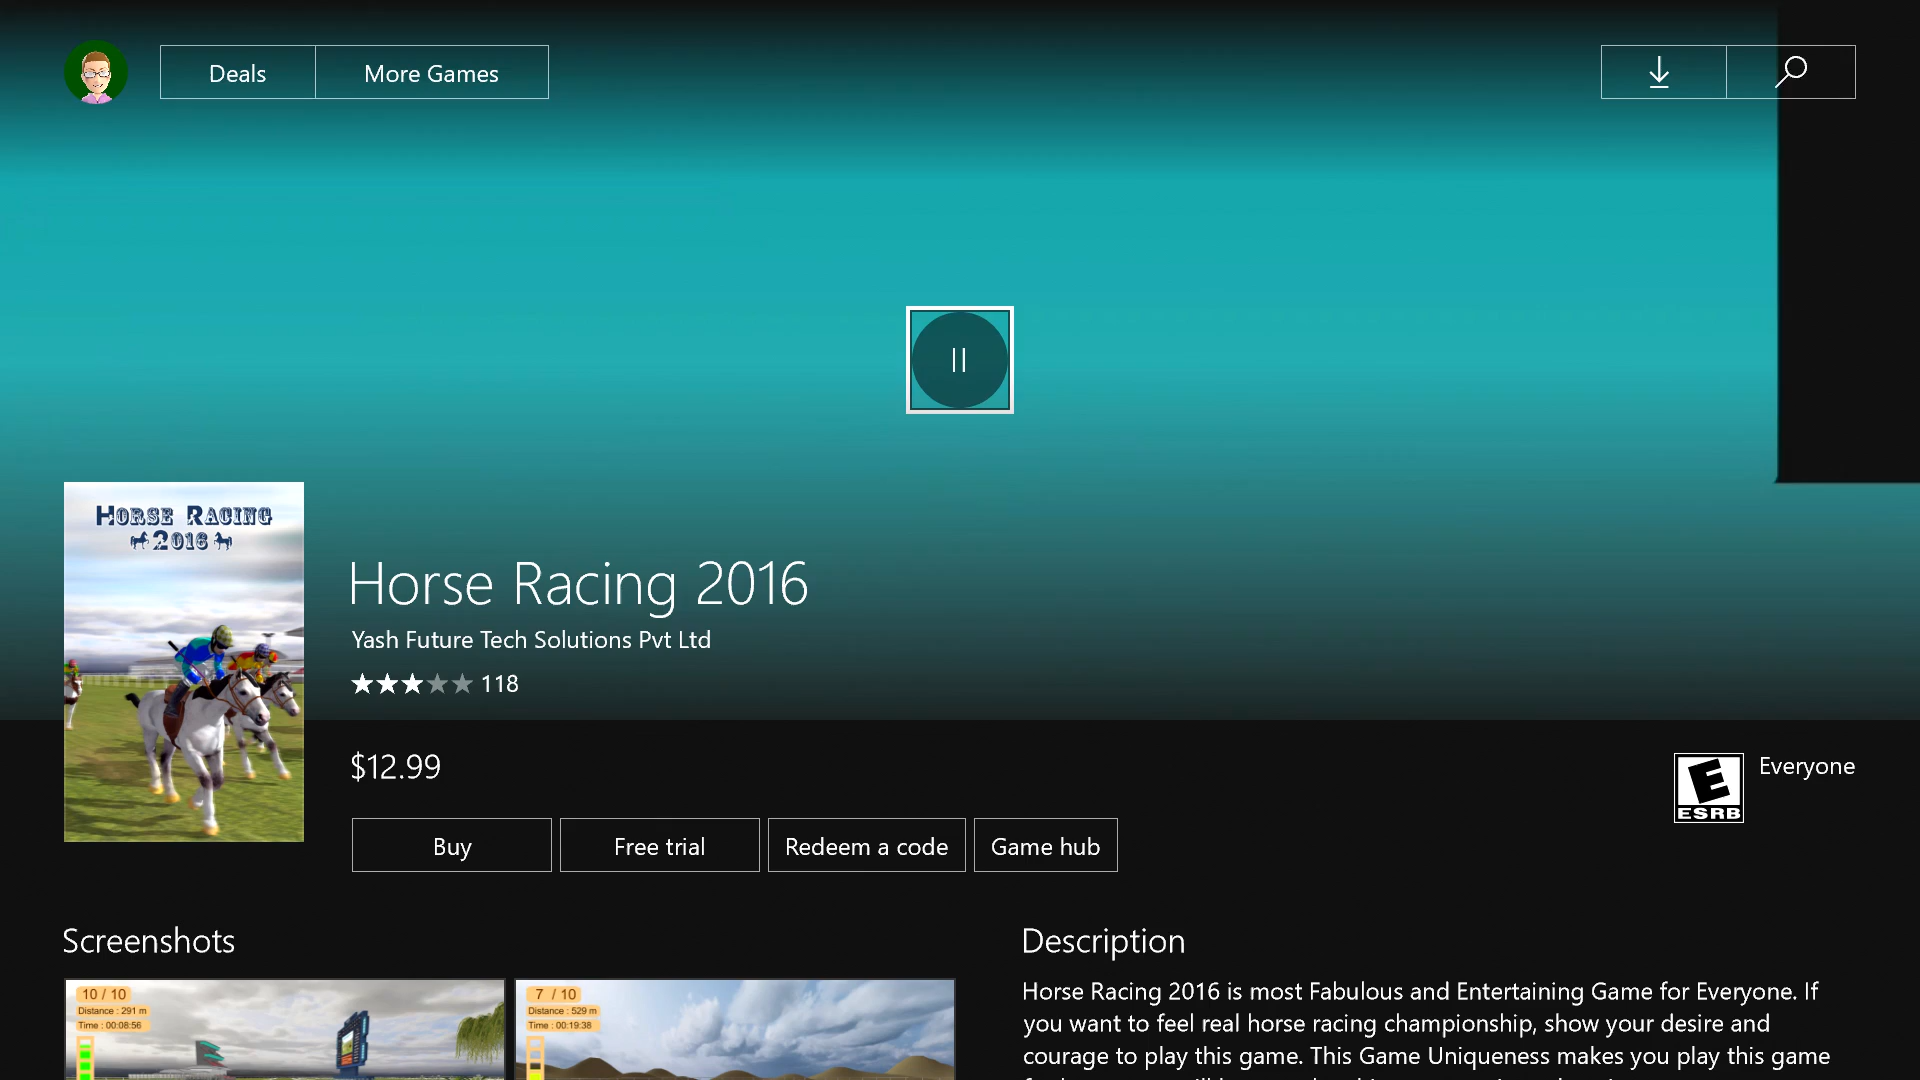 Deals
More Games
HORSE RACING
2016
Horse Racing 2016
Yash Future Tech Solutions Pvt Ltd
118
$12.99
E
ESRB
Everyone
Buy
Free trial
Redeem a code
Game hub
Screenshots
10 / 10
Distance : 291 m
Time : 00:08:56
7 / 10
Distance : 529 m
Time : 00:19:38
Description
Horse Racing 2016 is most Fabulous and Entertaining Game for Everyone. If
you want to feel real horse racing championship, show your desire and
courage to play this game. This Game Uniqueness makes you play this game